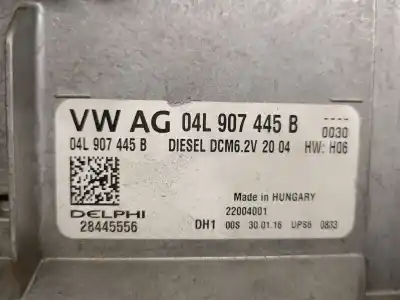 VW AG 04L 907 445 B
----
0030
04L 907 445 B DIESEL DCM6.2V 20 04 HW: H06
Made in HUNGARY
22004001
DELPHI
28445556
DH1 00S 30.01.16 UPS6 0833